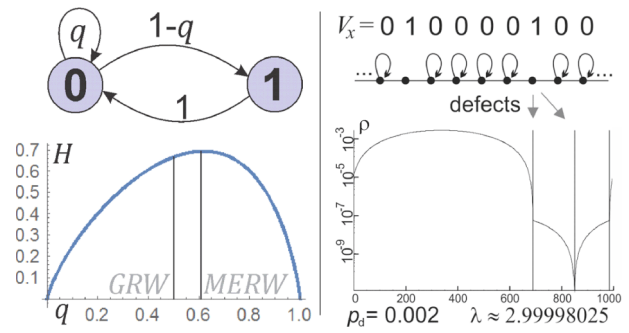 q
1-q
0
1
1
0.7
H
0.6
0.5
0.4
0.3
0.2
0.1
GRW MERW
0.0
q
0.2 0.4 0.6 0.8 1.0
Vₓ= 0 1 0 0 0 0 1 0 0
... ...
defects
ρ
10⁻³
10⁻⁵
10⁻⁷
10⁻⁹
0 200 400 600 800 1000
p_d= 0.002 λ ≈ 2.99998025